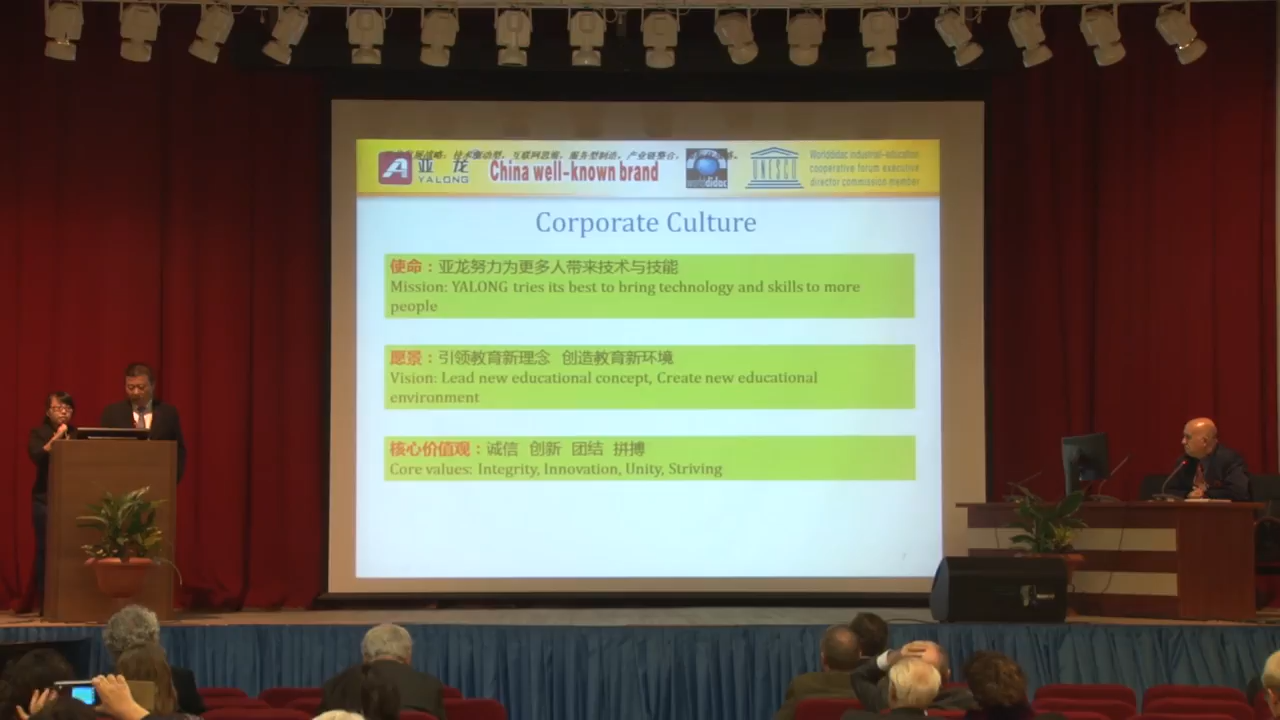 亚龙
YALONG
China well-known brand
worlddidac
UNESCO
Worlddidac industrial-education
cooperative forum executive
director commission-member
Corporate Culture
使命：亚龙努力为更多人带来技术与技能
Mission: YALONG tries its best to bring technology and skills to more
people
愿景：引领教育新理念 创造教育新环境
Vision: Lead new educational concept, Create new educational
environment
核心价值观：诚信 创新 团结 拼搏
Core values: Integrity, Innovation, Unity, Striving